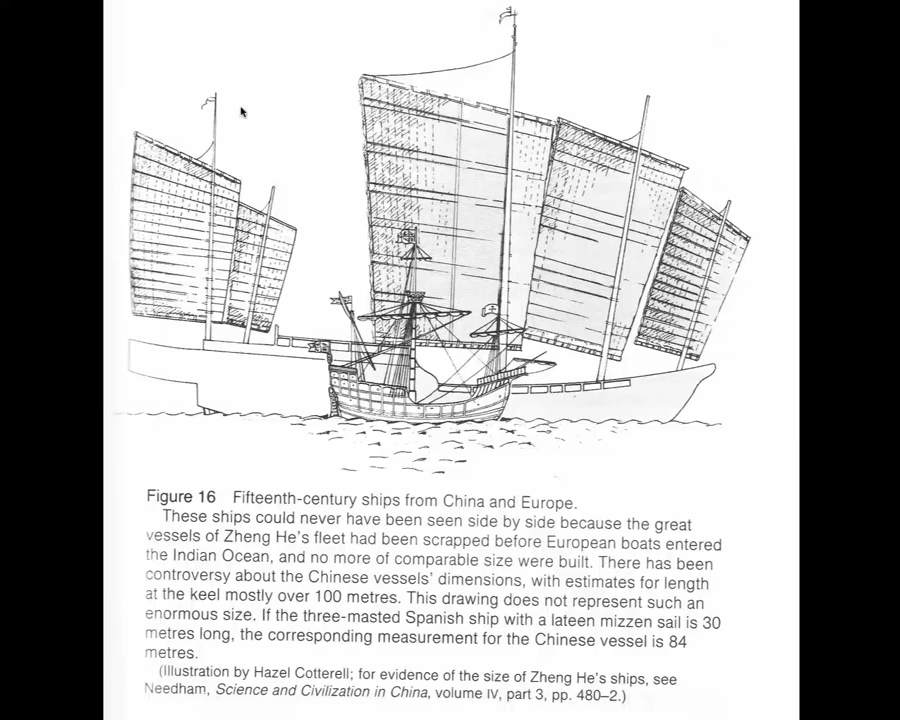 Figure 16 Fifteenth-century ships from China and Europe.
These ships could never have been seen side by side because the great
vessels of Zheng He's fleet had been scrapped before European boats entered
the Indian Ocean, and no more of comparable size were built. There has been
controversy about the Chinese vessels' dimensions, with estimates for length
at the keel mostly over 100 metres. This drawing does not represent such an
enormous size. If the three-masted Spanish ship with a lateen mizzen sail is 30
metres long, the corresponding measurement for the Chinese vessel is 84
metres.
(Illustration by Hazel Cotterell; for evidence of the size of Zheng He's ships, see
Needham, Science and Civilization in China, volume IV, part 3, pp. 480–2.)